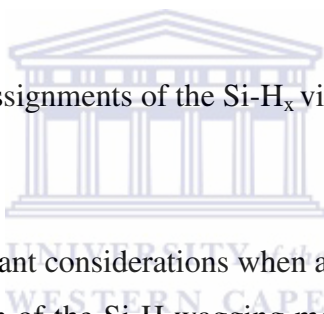 ssignments of the Si-Hₓ vi
UNIVERSITY of the
ant considerations when a
WESTERN CAPE
of the Si-H wagging m